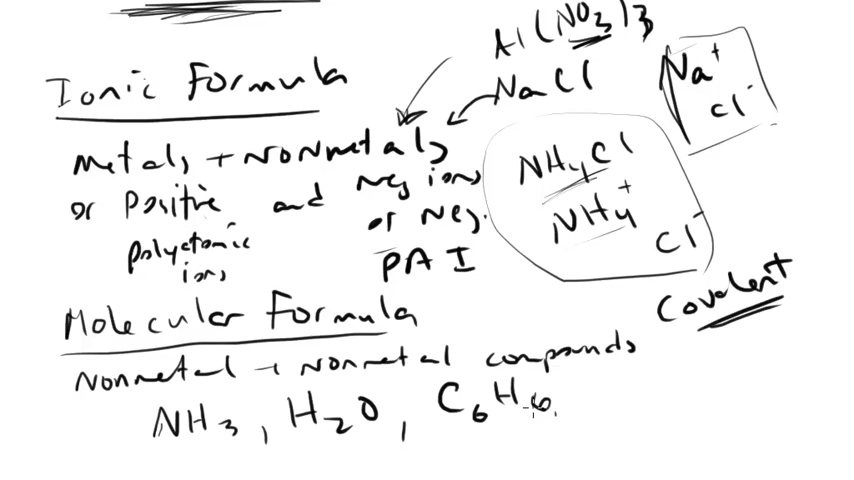 Al(NO3)3
Ionic Formula
NaCl
Na+
Cl-
metals + nonmetals
NH4Cl
or Positive and neg ions
NH4+
polyatomic or neg.
Cl-
ions PAI
Covalent
Molecular Formula
Nonmetal + nonmetal compounds
NH3, H2O, C6H6